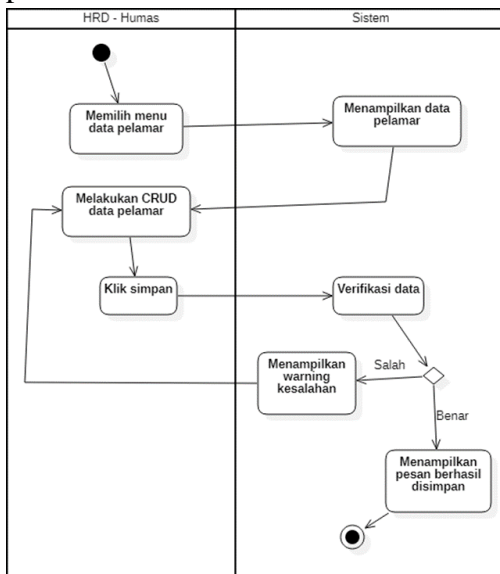 HRD - Humas
Sistem
Memilih menu
data pelamar
Menampilkan data
pelamar
Melakukan CRUD
data pelamar
Klik simpan
Verifikasi data
Menampilkan
warning
kesalahan
Salah
Benar
Menampilkan
pesan berhasil
disimpan